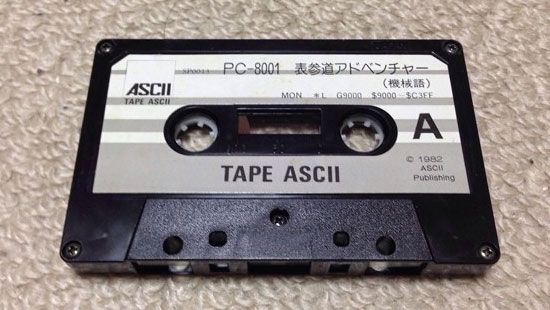 SP0013 PC-8001 表参道アドベンチャー
(機械語)
ASCII
TAPE ASCII
MON *L G9000 $9000-$C3FF
A
TAPE ASCII
© 1982
ASCII
Publishing